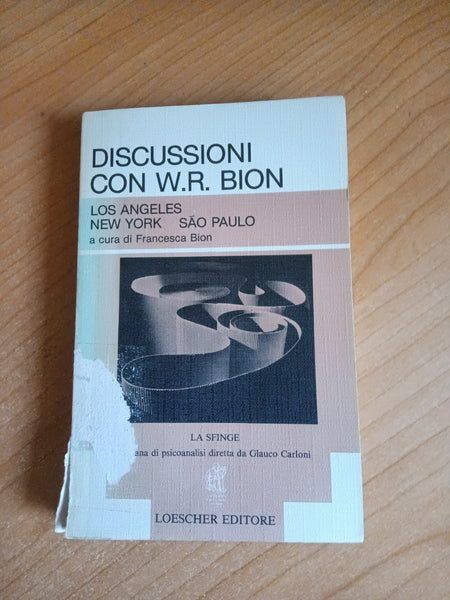 DISCUSSIONI
CON W.R. BION
LOS ANGELES
NEW YORK SÃO PAULO
a cura di Francesca Bion
LA SFINGE
ana di psicoanalisi diretta da Glauco Carloni
LOESCHER EDITORE